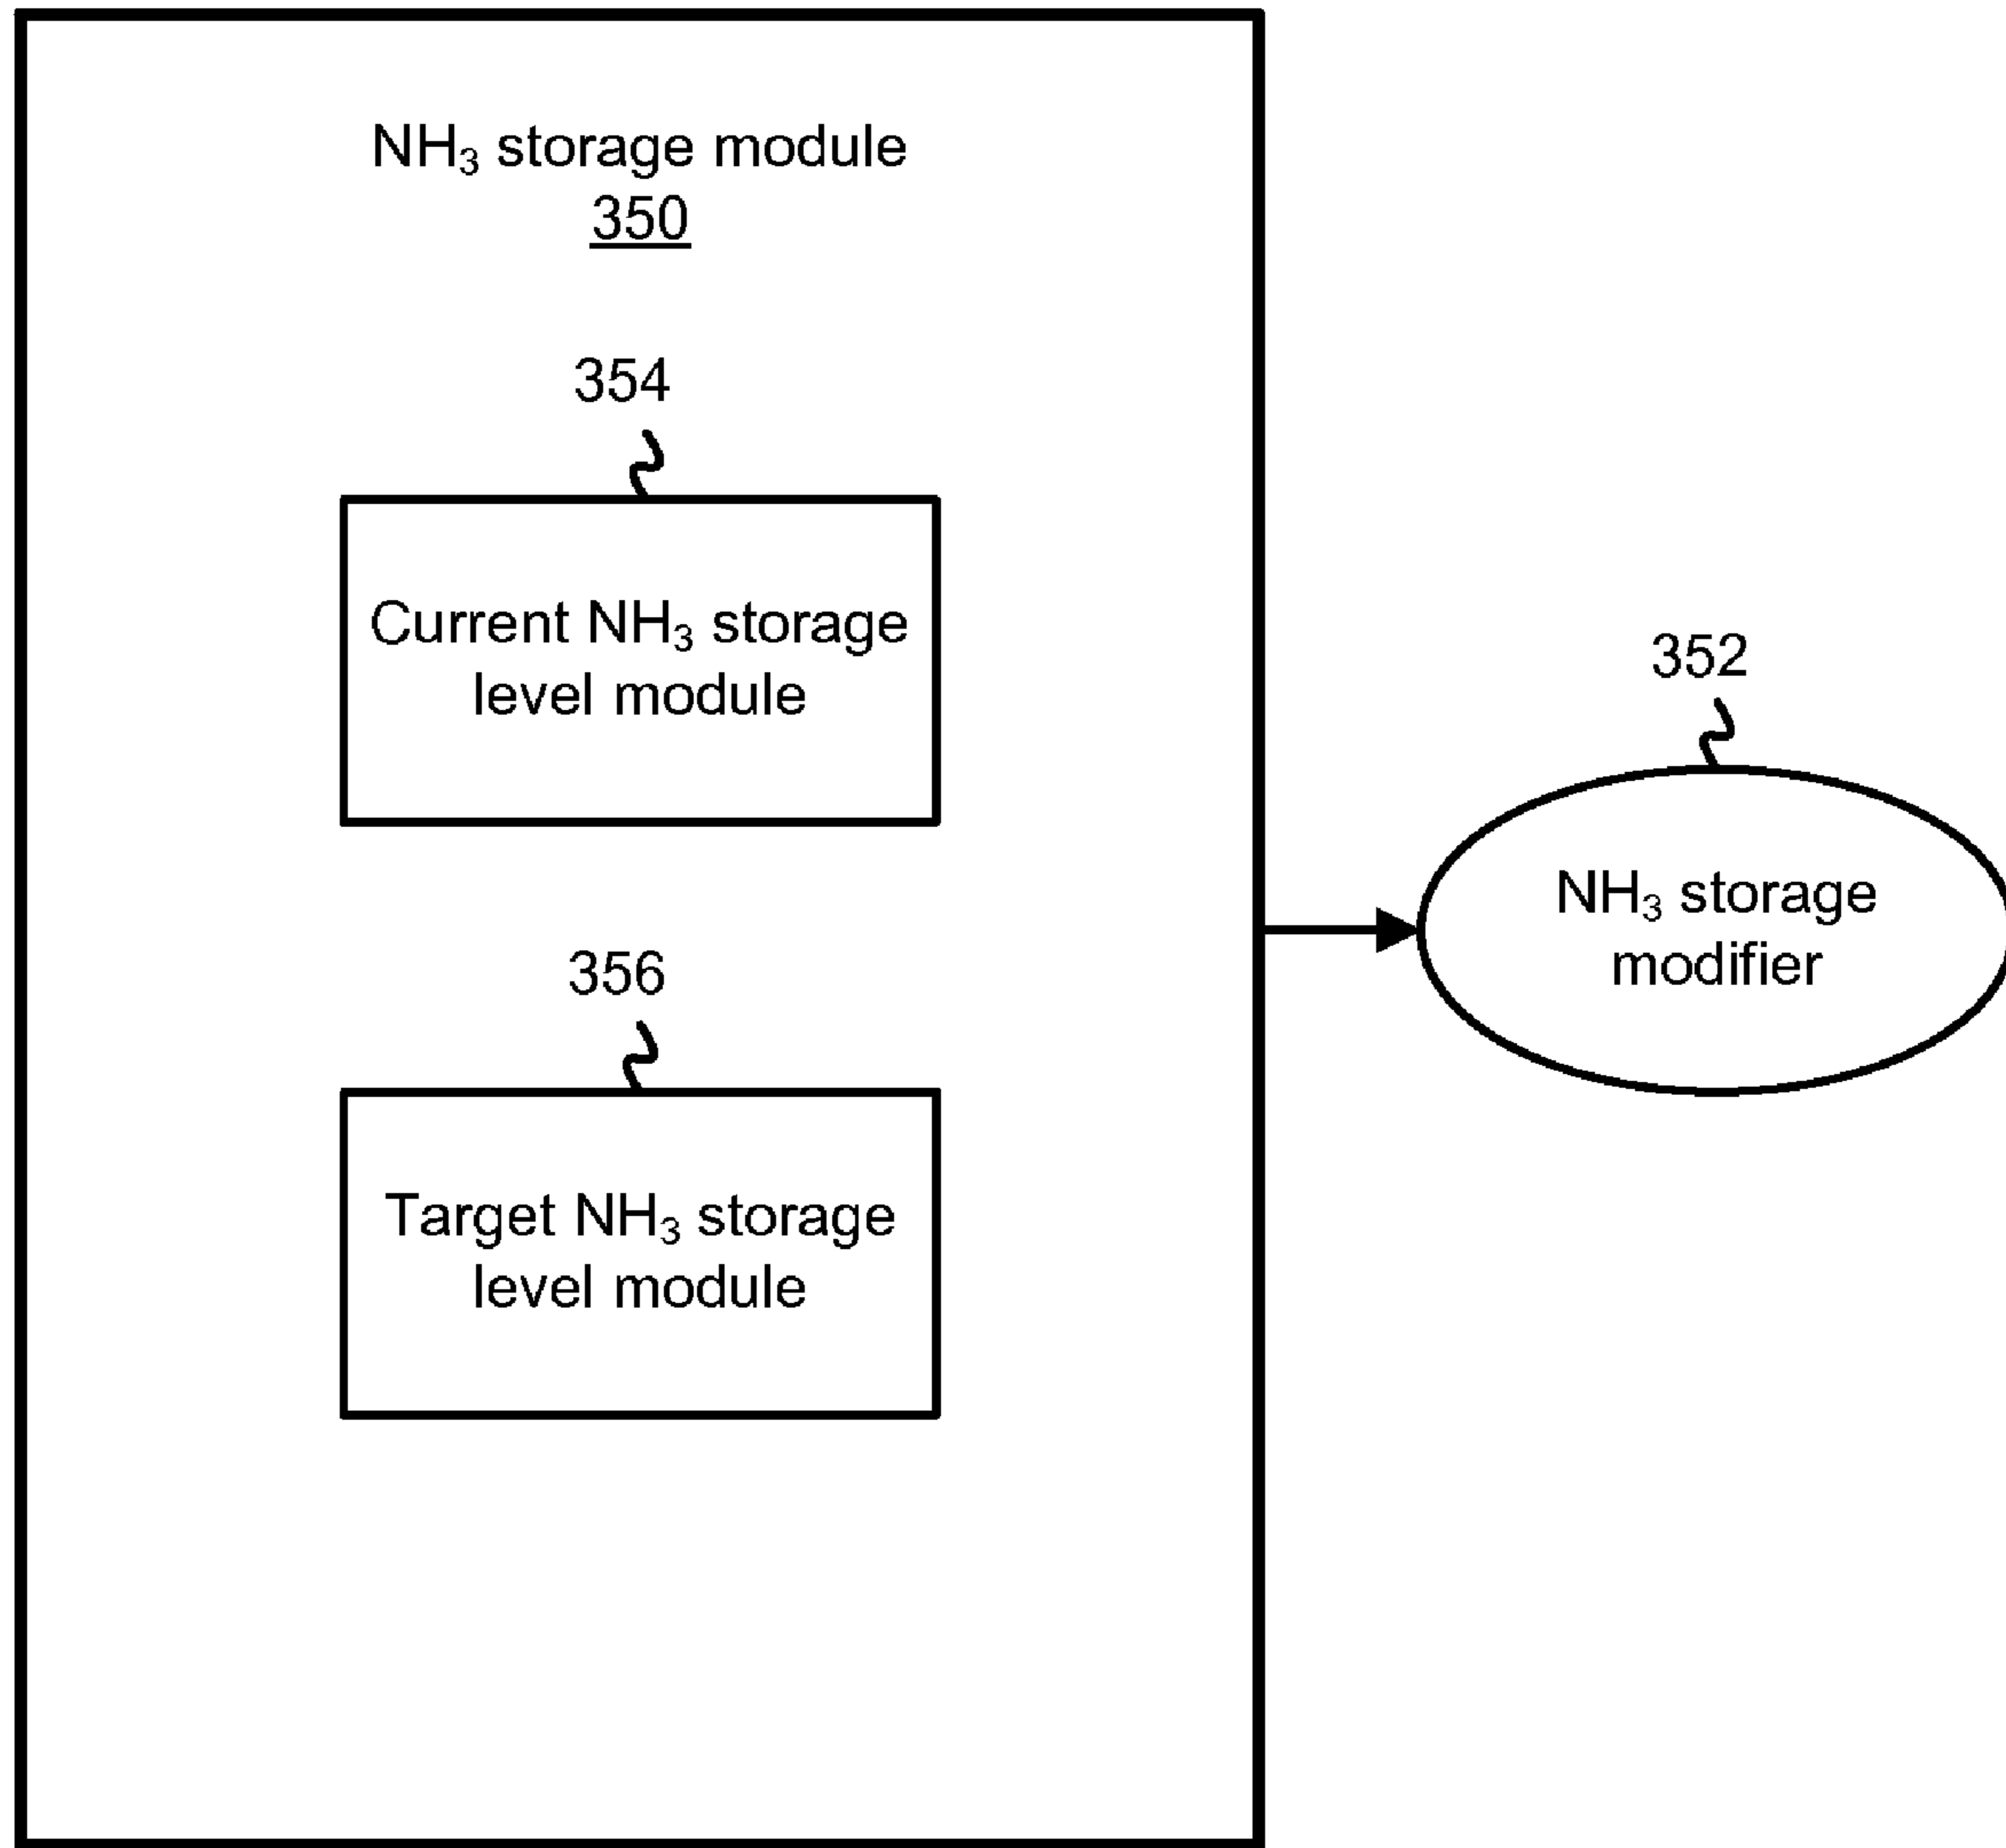 NH₃ storage module
350
354
Current NH₃ storage
level module
352
NH₃ storage
modifier
356
Target NH₃ storage
level module